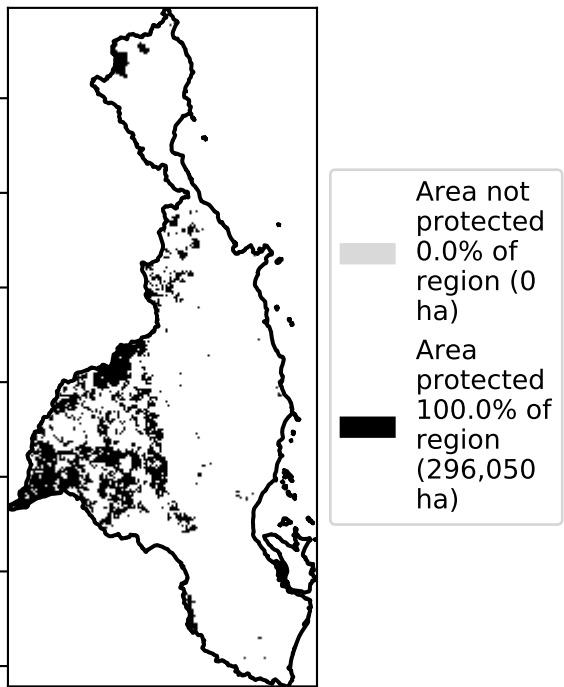 Area not
protected
0.0% of
region (0
ha)
Area
protected
100.0% of
region
(296,050
ha)